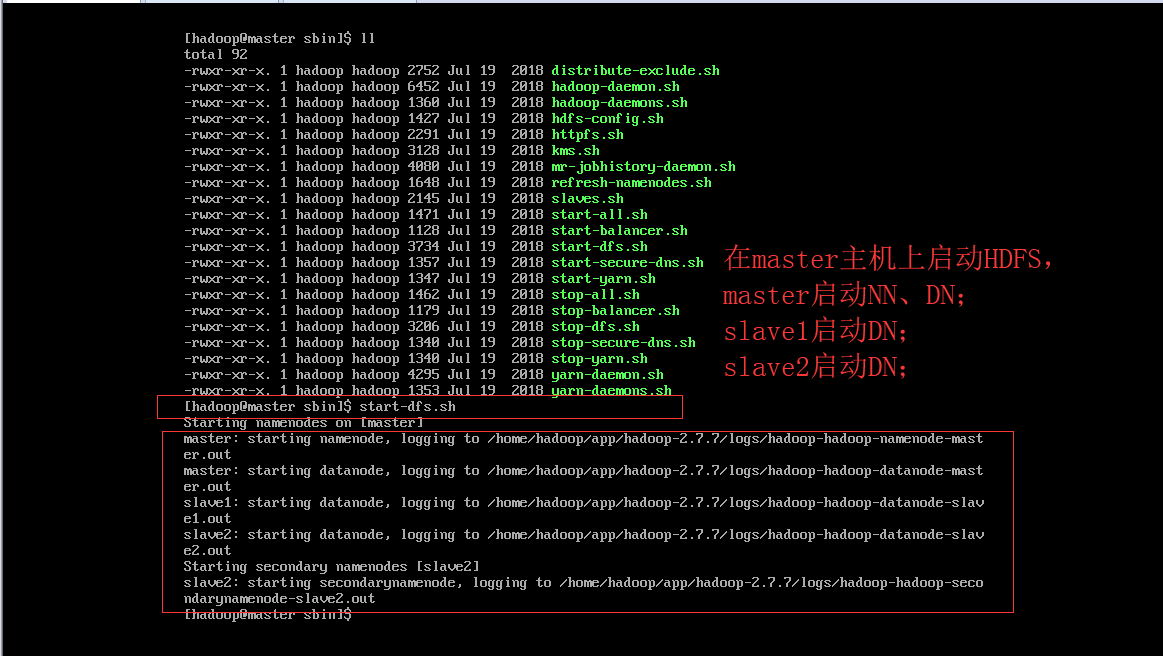 [hadoop@master sbin]$ ll
total 92
-rwxr-xr-x. 1 hadoop hadoop 2752 Jul 19  2018 distribute-exclude.sh
-rwxr-xr-x. 1 hadoop hadoop 6452 Jul 19  2018 hadoop-daemon.sh
-rwxr-xr-x. 1 hadoop hadoop 1360 Jul 19  2018 hadoop-daemons.sh
-rwxr-xr-x. 1 hadoop hadoop 1427 Jul 19  2018 hdfs-config.sh
-rwxr-xr-x. 1 hadoop hadoop 2291 Jul 19  2018 httpfs.sh
-rwxr-xr-x. 1 hadoop hadoop 3128 Jul 19  2018 kms.sh
-rwxr-xr-x. 1 hadoop hadoop 4080 Jul 19  2018 mr-jobhistory-daemon.sh
-rwxr-xr-x. 1 hadoop hadoop 1648 Jul 19  2018 refresh-namenodes.sh
-rwxr-xr-x. 1 hadoop hadoop 2145 Jul 19  2018 slaves.sh
-rwxr-xr-x. 1 hadoop hadoop 1471 Jul 19  2018 start-all.sh
-rwxr-xr-x. 1 hadoop hadoop 1128 Jul 19  2018 start-balancer.sh
-rwxr-xr-x. 1 hadoop hadoop 3734 Jul 19  2018 start-dfs.sh
-rwxr-xr-x. 1 hadoop hadoop 1357 Jul 19  2018 start-secure-dns.sh
-rwxr-xr-x. 1 hadoop hadoop 1347 Jul 19  2018 start-yarn.sh
-rwxr-xr-x. 1 hadoop hadoop 1462 Jul 19  2018 stop-all.sh
-rwxr-xr-x. 1 hadoop hadoop 1179 Jul 19  2018 stop-balancer.sh
-rwxr-xr-x. 1 hadoop hadoop 3206 Jul 19  2018 stop-dfs.sh
-rwxr-xr-x. 1 hadoop hadoop 1340 Jul 19  2018 stop-secure-dns.sh
-rwxr-xr-x. 1 hadoop hadoop 1340 Jul 19  2018 stop-yarn.sh
-rwxr-xr-x. 1 hadoop hadoop 4295 Jul 19  2018 yarn-daemon.sh
-rwxr-xr-x. 1 hadoop hadoop 1353 Jul 19  2018 yarn-daemons.sh
在master主机上启动HDFS，
master启动NN、DN；
slave1启动DN；
slave2启动DN；
[hadoop@master sbin]$ start-dfs.sh
Starting namenodes on [master]
master: starting namenode, logging to /home/hadoop/app/hadoop-2.7.7/logs/hadoop-hadoop-namenode-mast
er.out
master: starting datanode, logging to /home/hadoop/app/hadoop-2.7.7/logs/hadoop-hadoop-datanode-mast
er.out
slave1: starting datanode, logging to /home/hadoop/app/hadoop-2.7.7/logs/hadoop-hadoop-datanode-slav
e1.out
slave2: starting datanode, logging to /home/hadoop/app/hadoop-2.7.7/logs/hadoop-hadoop-datanode-slav
e2.out
Starting secondary namenodes [slave2]
slave2: starting secondarynamenode, logging to /home/hadoop/app/hadoop-2.7.7/logs/hadoop-hadoop-seco
ndarynamenode-slave2.out
[hadoop@master sbin]$